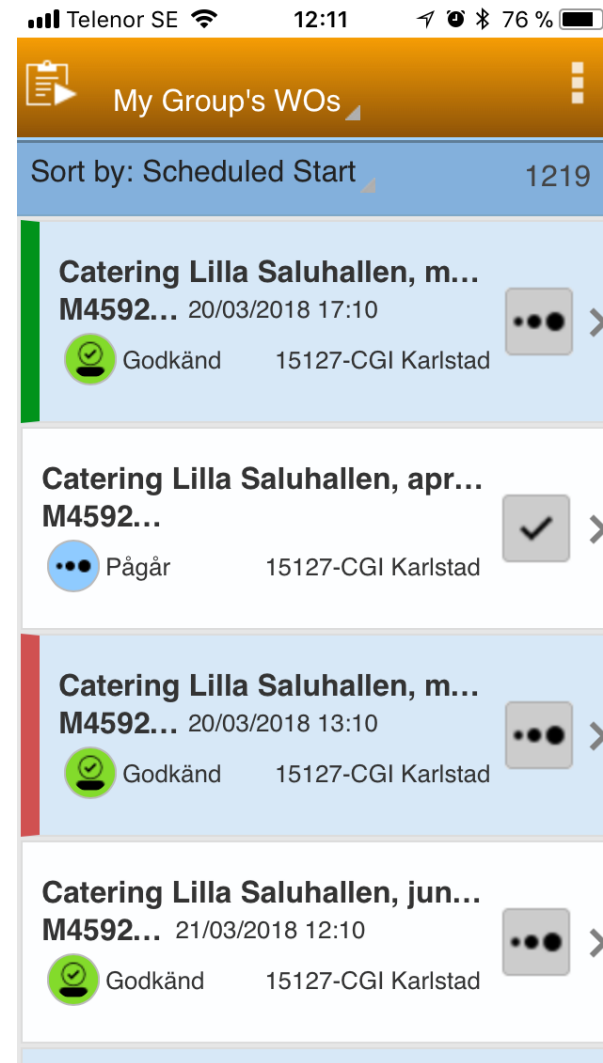 Telenor SE 12:11 76 %
My Group's WOs
Sort by: Scheduled Start 1219
Catering Lilla Saluhallen, m...
M4592... 20/03/2018 17:10
Godkänd 15127-CGI Karlstad
Catering Lilla Saluhallen, apr...
M4592...
Pågår 15127-CGI Karlstad
Catering Lilla Saluhallen, m...
M4592... 20/03/2018 13:10
Godkänd 15127-CGI Karlstad
Catering Lilla Saluhallen, jun...
M4592... 21/03/2018 12:10
Godkänd 15127-CGI Karlstad